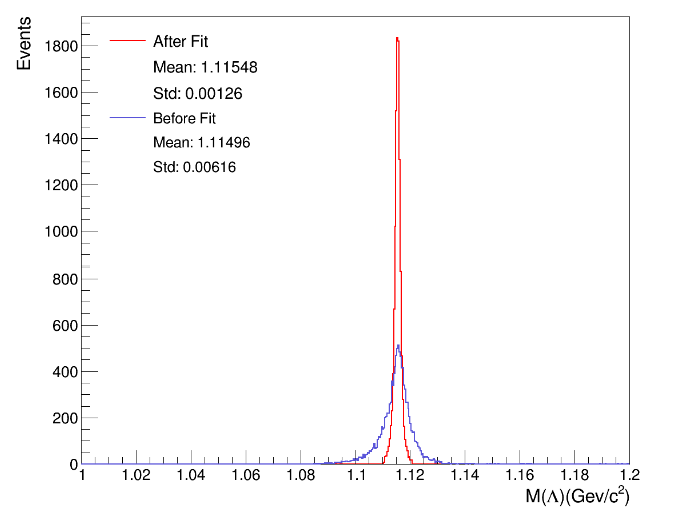 Events
1800
1600
1400
1200
1000
800
600
400
200
0
After Fit
Mean: 1.11548
Std: 0.00126
Before Fit
Mean: 1.11496
Std: 0.00616
1 1.02 1.04 1.06 1.08 1.1 1.12 1.14 1.16 1.18 1.2
M(Λ)(Gev/c²)